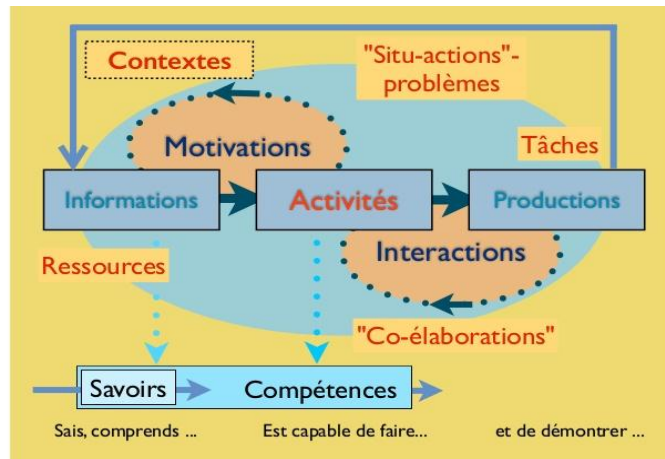 Contextes
"Situ-actions"-
problèmes
Motivations
Tâches
Informations
Activités
Productions
Ressources
Interactions
"Co-élaborations"
Savoirs
Compétences
Sais, comprends ...
Est capable de faire...
et de démontrer ...